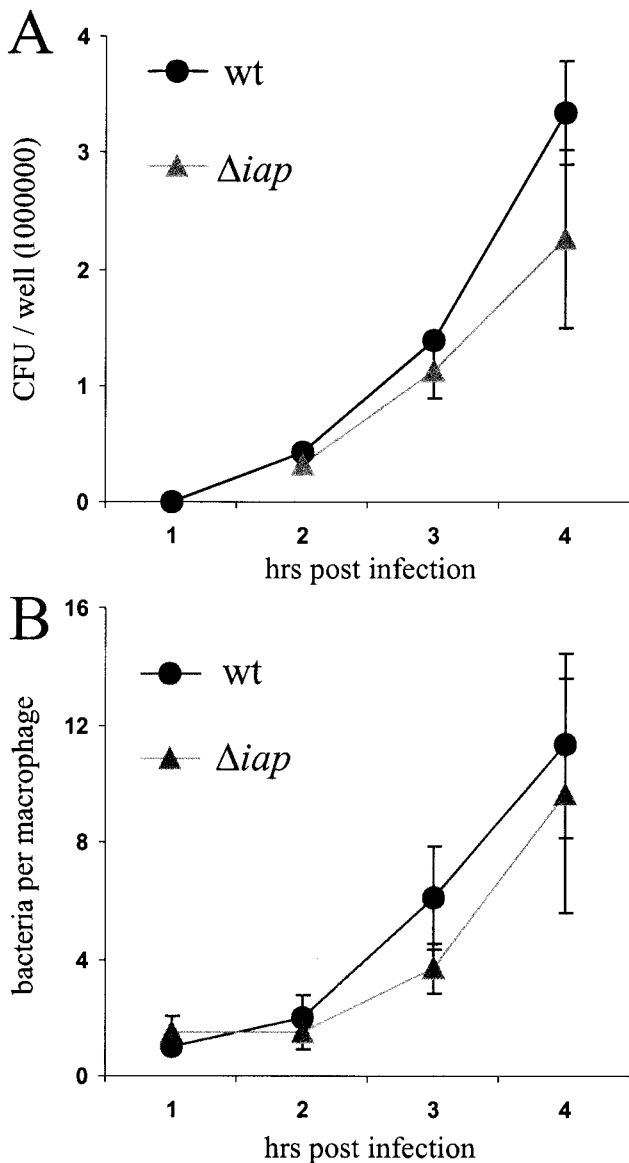 A
4
wt
Δiap
3
2
1
0
CFU / well (1000000)
1 2 3 4
hrs post infection
B
16
wt
Δiap
12
8
4
0
bacteria per macrophage
1 2 3 4
hrs post infection